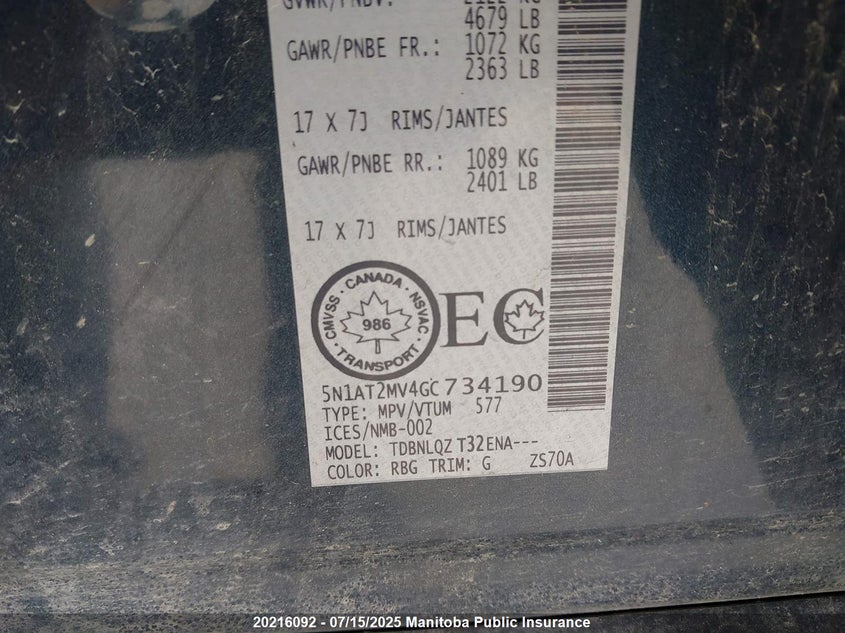 4679 LB
GAWR/PNBE FR.: 1072 KG
2363 LB
17 X 7J RIMS/JANTES
GAWR/PNBE RR.: 1089 KG
2401 LB
17 X 7J RIMS/JANTES
CMVSS · CANADA · NSVAC · TRANSPORT ·
986
EC
5N1AT2MV4GC734190
TYPE: MPV/VTUM 577
ICES/NMB-002
MODEL: TDBNLQZ T32ENA---
COLOR: RBG TRIM: G ZS70A
20216092 - 07/15/2025 Manitoba Public Insurance